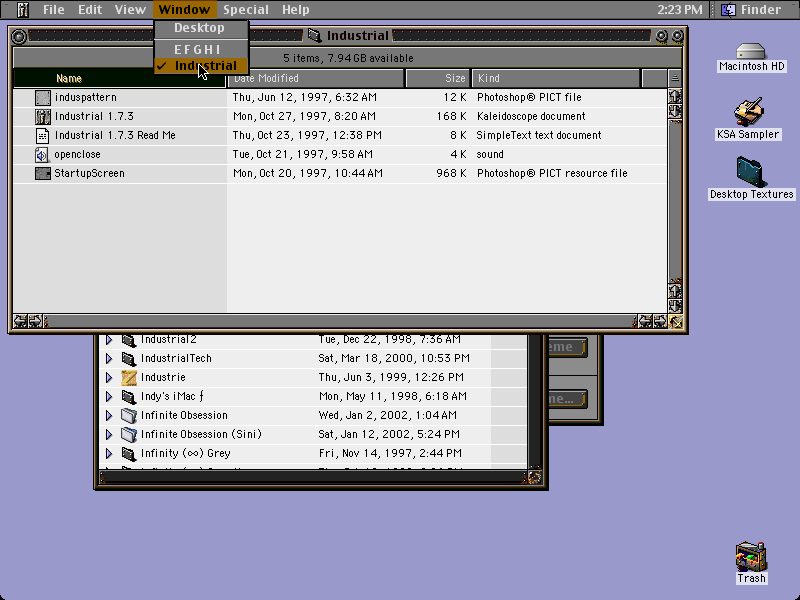 File Edit View Window Special Help 2:23 PM Finder
Desktop
E F G H I
✓ Industrial
Industrial
5 items, 7.94 GB available
Name Date Modified Size Kind
induspattern Thu, Jun 12, 1997, 6:32 AM 12 K Photoshop® PICT file
Industrial 1.7.3 Mon, Oct 27, 1997, 8:20 AM 168 K Kaleidoscope document
Industrial 1.7.3 Read Me Thu, Oct 23, 1997, 12:38 PM 8 K SimpleText text document
openclose Tue, Oct 21, 1997, 9:58 AM 4 K sound
StartupScreen Mon, Oct 20, 1997, 10:44 AM 968 K Photoshop® PICT resource file
Industrial2 Tue, Dec 22, 1998, 7:36 AM
IndustrialTech Sat, Mar 18, 2000, 10:53 PM
Industrie Thu, Jun 3, 1999, 12:26 PM
Indy's iMac ƒ Mon, May 11, 1998, 6:18 AM
Infinite Obsession Wed, Jan 2, 2002, 1:04 AM
Infinite Obsession (Sini) Sat, Jan 12, 2002, 5:24 PM
Infinity (∞) Grey Fri, Nov 14, 1997, 2:44 PM
eme
ne...
Macintosh HD
KSA Sampler
Desktop Textures
Trash